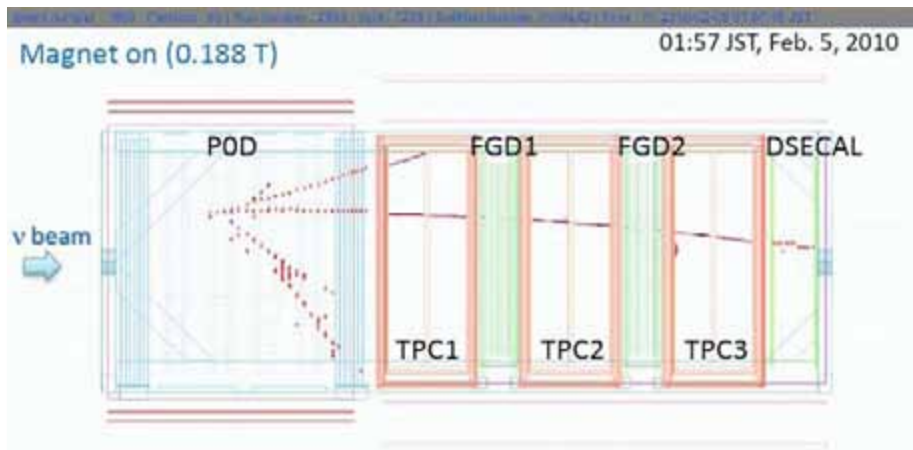 Magnet on (0.188 T)
01:57 JST, Feb. 5, 2010
P0D
FGD1
FGD2
DSECAL
ν beam
TPC1
TPC2
TPC3